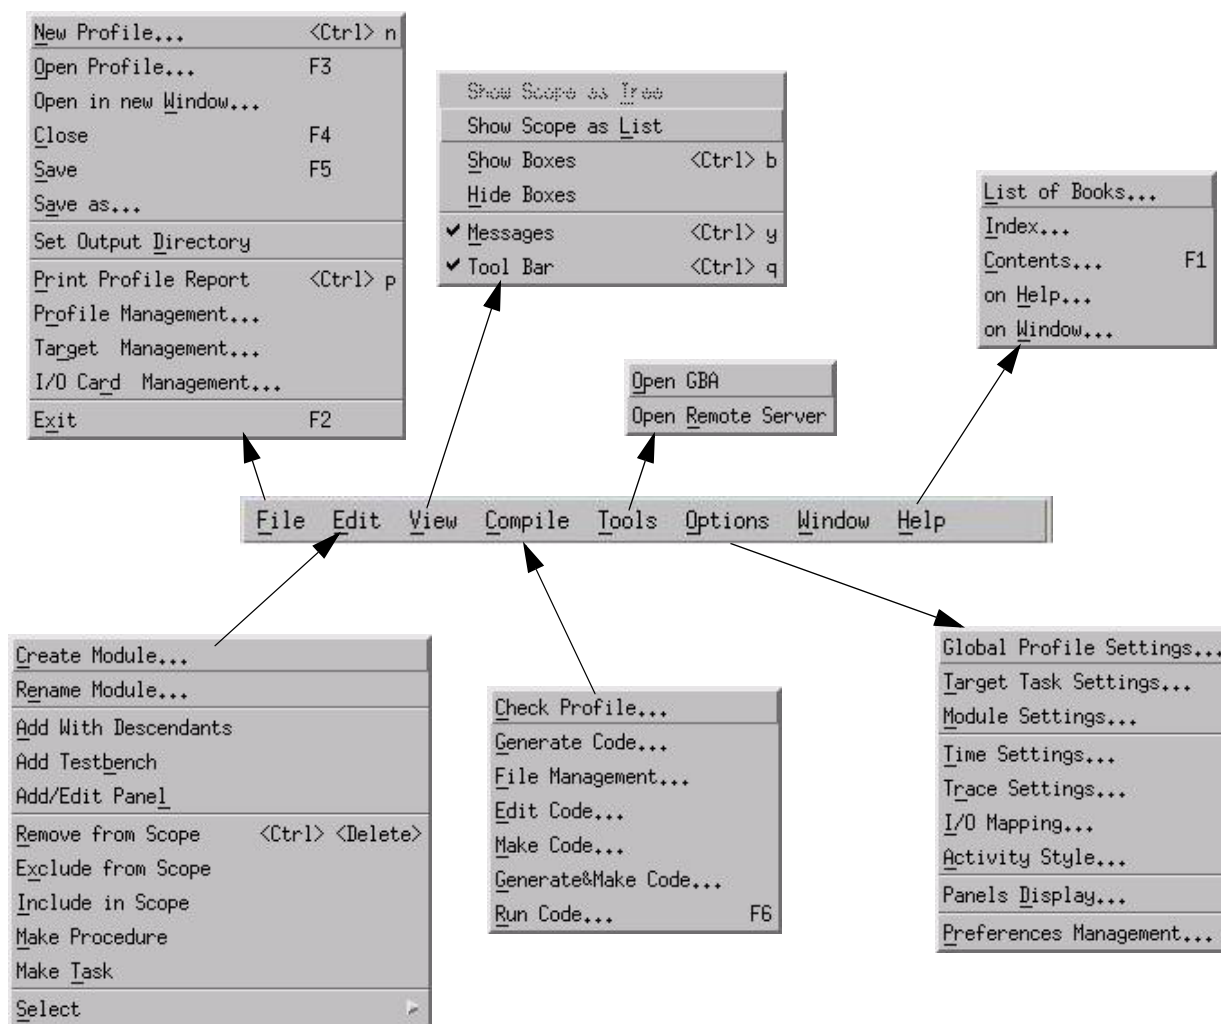 New Profile... <Ctrl> n
Open Profile... F3
Open in new Window...
Close F4
Save F5
Save as...
Set Output Directory
Print Profile Report <Ctrl> p
Profile Management...
Target Management...
I/O Card Management...
Exit F2
Show Scope as Tree
Show Scope as List
Show Boxes <Ctrl> b
Hide Boxes
Messages <Ctrl> y
Tool Bar <Ctrl> q
List of Books...
Index...
Contents... F1
on Help...
on Window...
Open GBA
Open Remote Server
File Edit View Compile Tools Options Window Help
Create Module...
Rename Module...
Add With Descendants
Add Testbench
Add/Edit Panel
Remove from Scope <Ctrl> <Delete>
Exclude from Scope
Include in Scope
Make Procedure
Make Task
Select
Check Profile...
Generate Code...
File Management...
Edit Code...
Make Code...
Generate&Make Code...
Run Code... F6
Global Profile Settings...
Target Task Settings...
Module Settings...
Time Settings...
Trace Settings...
I/O Mapping...
Activity Style...
Panels Display...
Preferences Management...